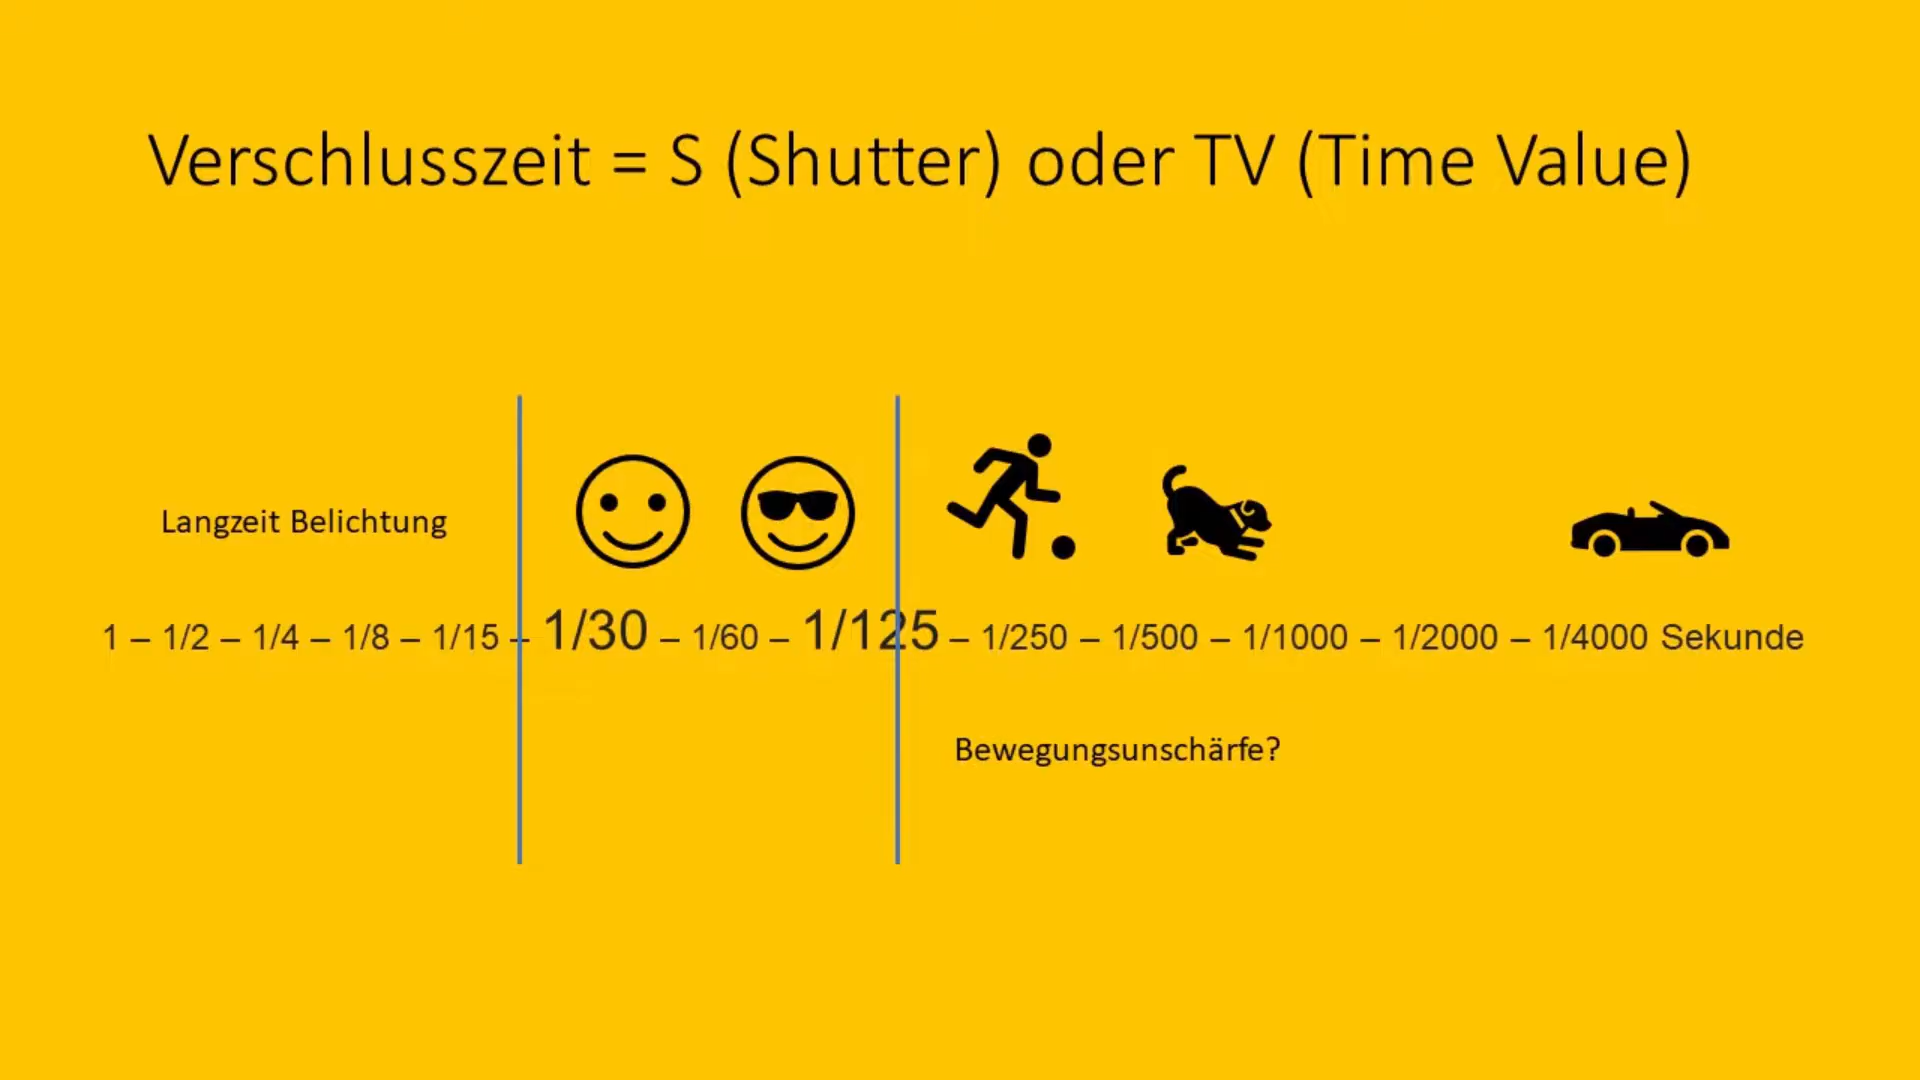 Verschlusszeit = S (Shutter) oder TV (Time Value)
Langzeit Belichtung
1 – 1/2 – 1/4 – 1/8 – 1/15 – 1/30 – 1/60 – 1/125 – 1/250 – 1/500 – 1/1000 – 1/2000 – 1/4000 Sekunde
Bewegungsunschärfe?